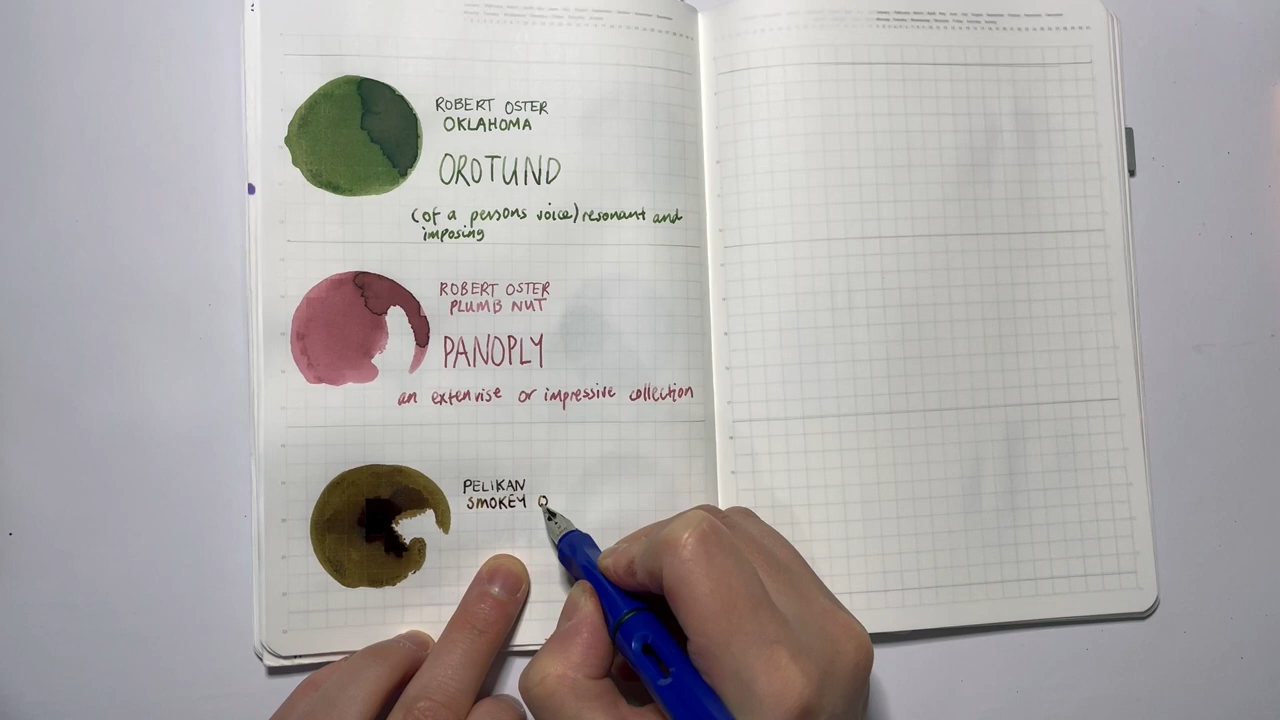 ROBERT OSTER
OKLAHOMA
OROTUND
(of a persons voice) resonant and
imposing
ROBERT OSTER
PLUMB NUT
PANOPLY
an extenvise or impressive collection
PELIKAN
SMOKEY Q